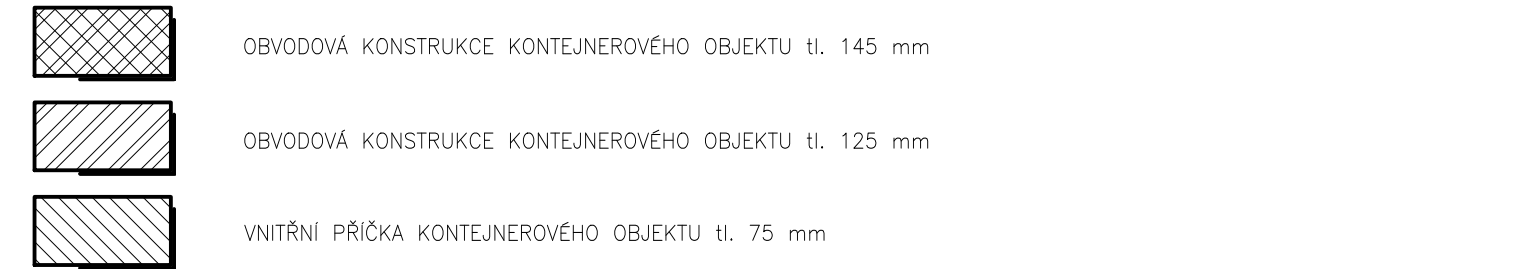 OBVODOVÁ KONSTRUKCE KONTEJNEROVÉHO OBJEKTU tl. 145 mm
OBVODOVÁ KONSTRUKCE KONTEJNEROVÉHO OBJEKTU tl. 125 mm
VNITŘNÍ PŘÍČKA KONTEJNEROVÉHO OBJEKTU tl. 75 mm